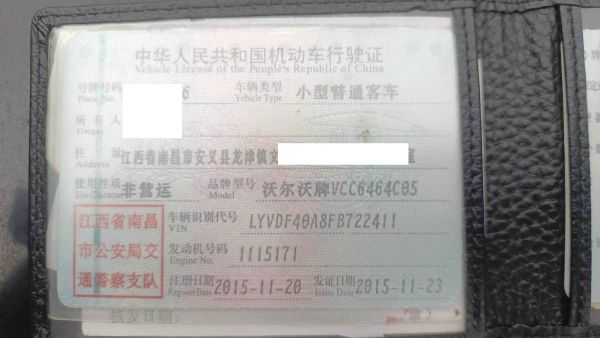 中华人民共和国机动车行驶证
Vehicle License of the People's Republic of China
号牌号码 6 车辆类型 小型普通客车
Plate No. Vehicle Type
所有人
Owner
住 址 江西省南昌市安义县龙津镇文 室
Address
使用性质 非营运 品牌型号 沃尔沃牌VCC6464C05
Use Character Model
江西省南昌
市公安局交
通警察支队
车辆识别代号 LYVDF40A8FB722411
VIN
发动机号码 1115171
Engine No.
注册日期 2015-11-20 发证日期 2015-11-23
Register Date Issue Date
核发日期: